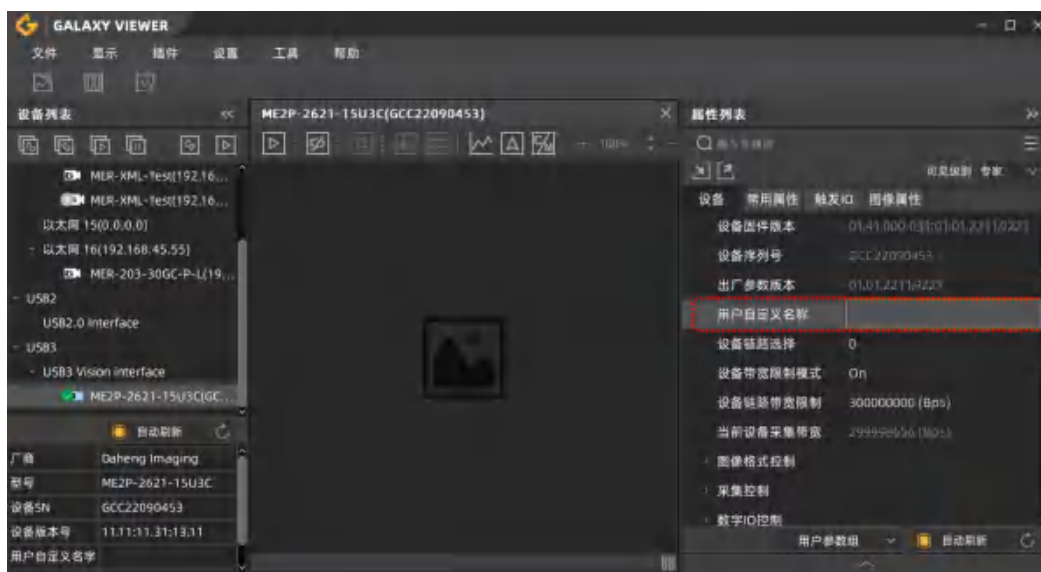 GALAXY VIEWER
文件 显示 插件 设置 工具 帮助
设备列表
MER-XML-Test(192.16...
MER-XML-Test(192.16...
以太网 15(0.0.0.0)
以太网 16(192.168.45.55)
MER-203-30GC-P-L(19...
USB2
USB2.0 Interface
USB3
USB3 Vision interface
ME2P-2621-15U3C(GC...
自动刷新
厂商 Daheng Imaging
型号 ME2P-2621-15U3C
设备SN GCC22090453
设备版本号 11.11:11.31:13.11
用户自定义名字
ME2P-2621-15U3C(GCC22090453)
100%
属性列表
可见级别 专家
设备 常用属性 触发IO 图像属性
设备固件版本
设备序列号 GCC22090453
出厂参数版本
用户自定义名称
设备链路选择 0
设备带宽限制模式 On
设备链路带宽限制 300000000 (Bps)
当前设备采集带宽
图像格式控制
采集控制
数字IO控制
用户参数组 自动刷新